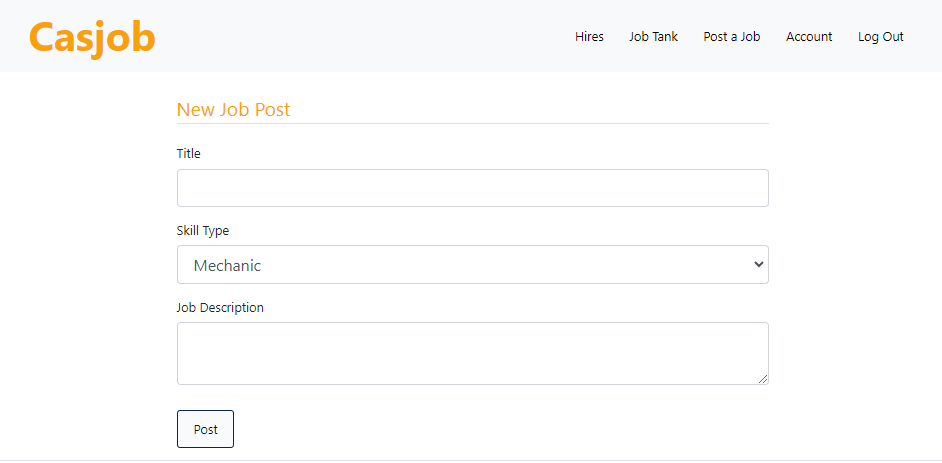 Casjob
Hires Job Tank Post a Job Account Log Out
New Job Post
Title
Skill Type
Mechanic
Job Description
Post